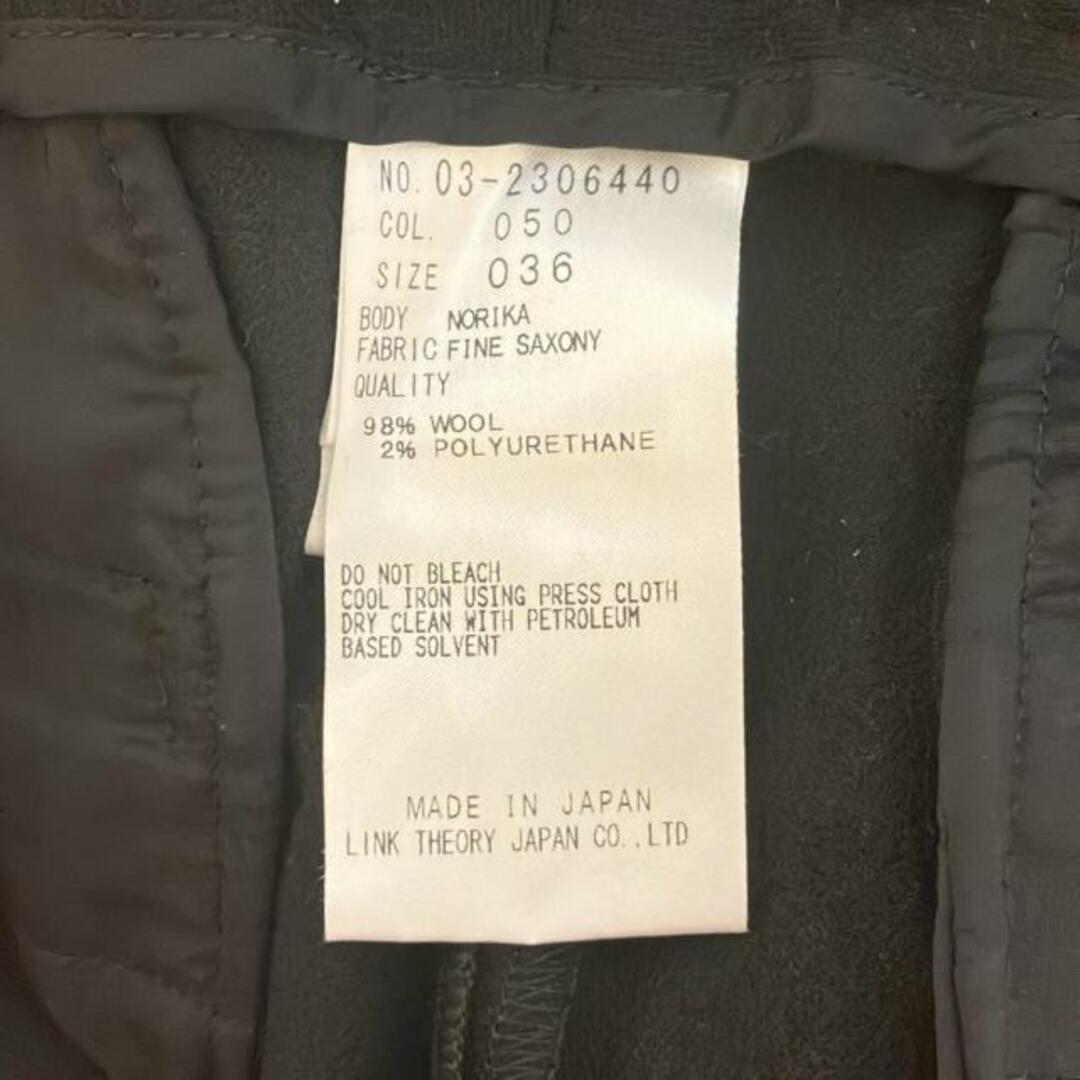 NO. 03-2306440
COL. 050
SIZE 036
BODY NORIKA
FABRIC FINE SAXONY
QUALITY
98% WOOL
2% POLYURETHANE
DO NOT BLEACH
COOL IRON USING PRESS CLOTH
DRY CLEAN WITH PETROLEUM
BASED SOLVENT
MADE IN JAPAN
LINK THEORY JAPAN CO.,LTD